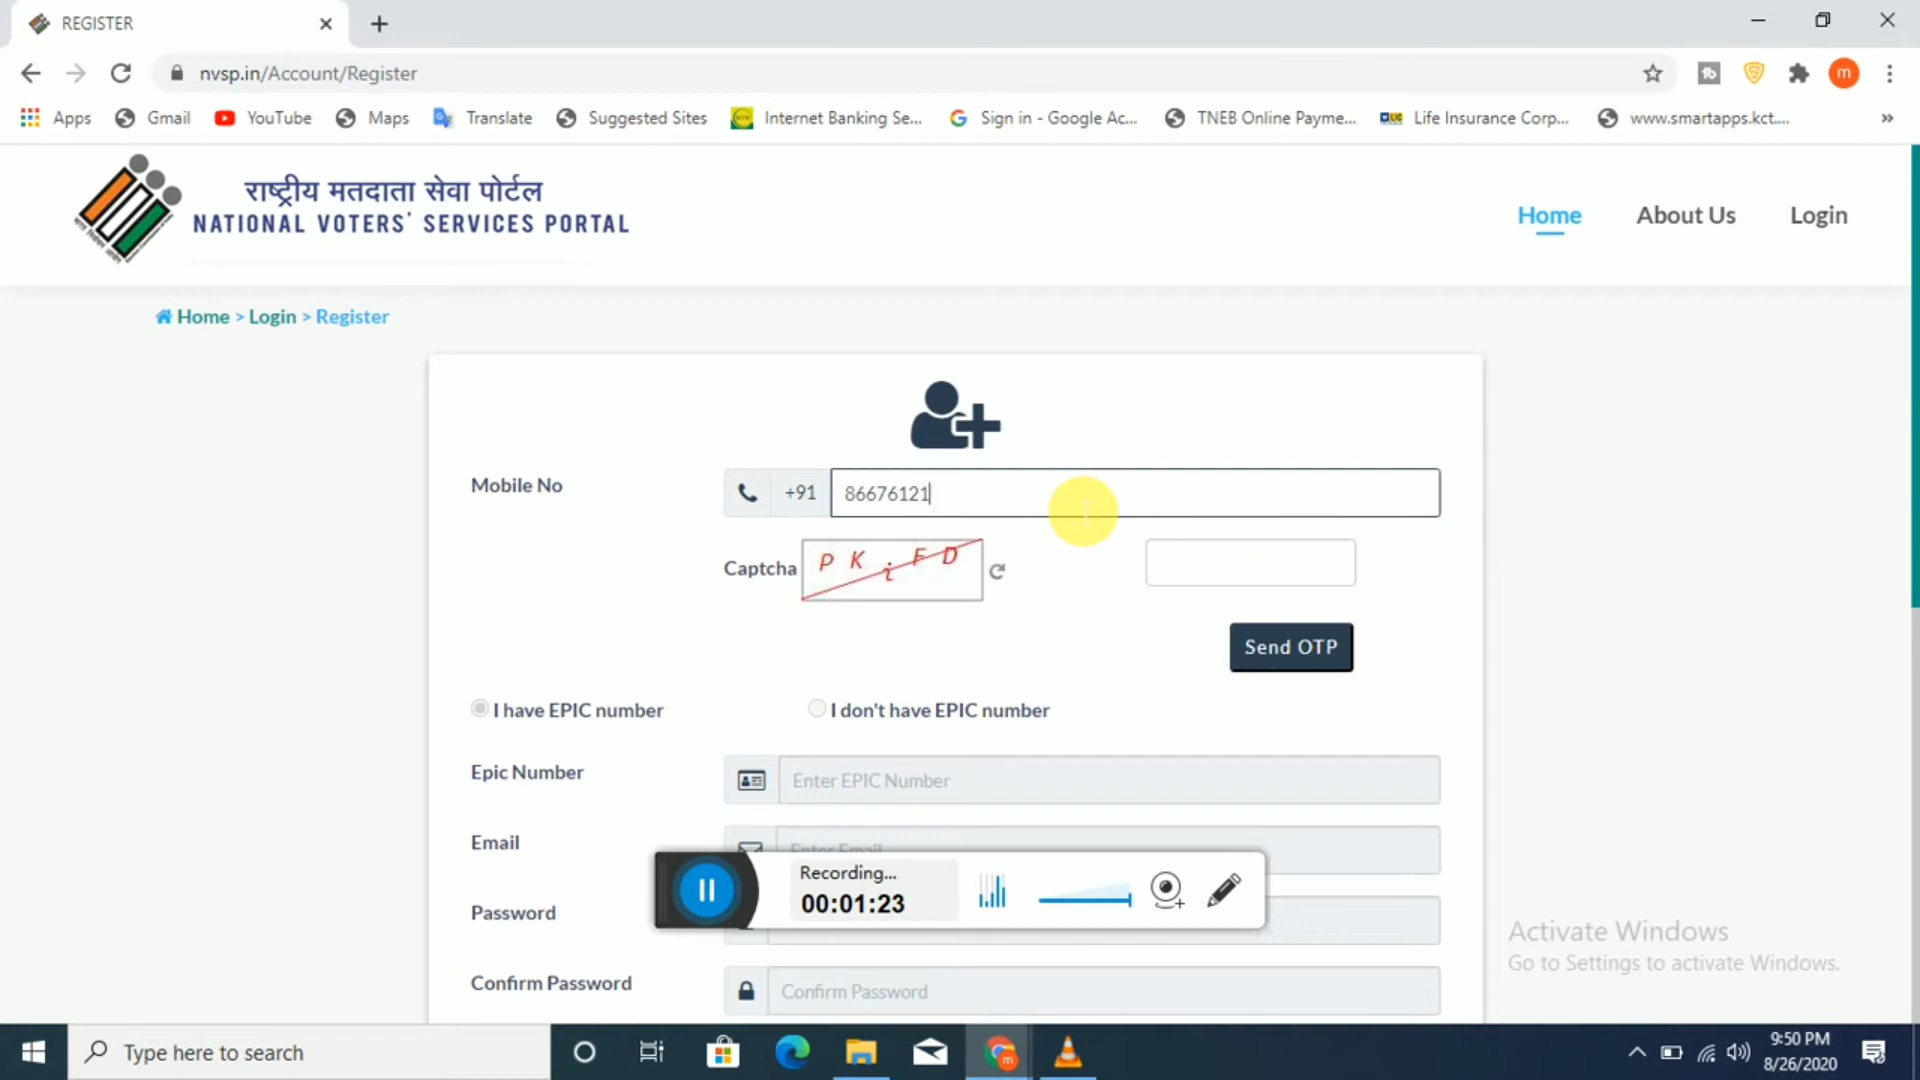 REGISTER
nvsp.in/Account/Register
m
Apps Gmail YouTube Maps Translate Suggested Sites Internet Banking Se... Sign in - Google Ac... TNEB Online Payme... LIC Life Insurance Corp... www.smartapps.kct.... »
राष्ट्रीय मतदाता सेवा पोर्टल
NATIONAL VOTERS' SERVICES PORTAL
Home About Us Login
Home > Login > Register
Mobile No +91 86676121
Captcha P K i F D
Send OTP
I have EPIC number I don't have EPIC number
Epic Number Enter EPIC Number
Email Enter Email
Recording...
00:01:23
Password
Confirm Password Confirm Password
Activate Windows
Go to Settings to activate Windows.
Type here to search
m
9:50 PM
8/26/2020